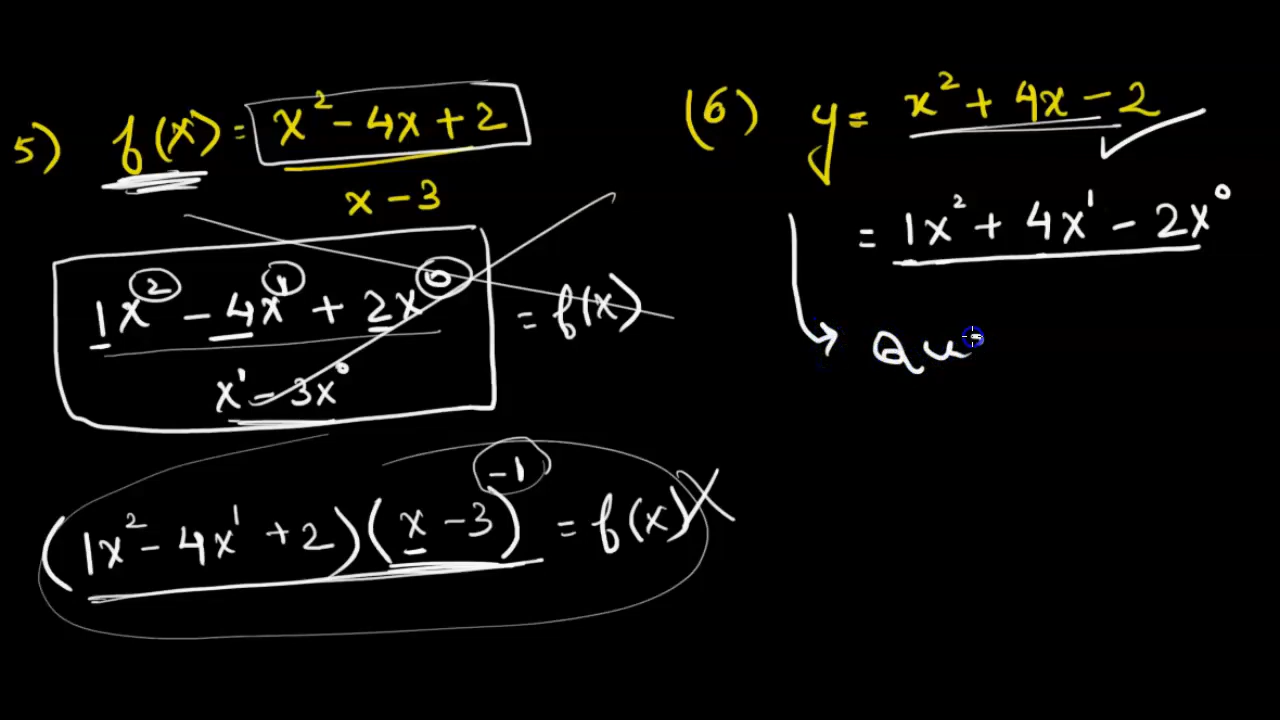 5) f(x) = x² - 4x + 2
x - 3
1x² - 4x¹ + 2x⁰ = f(x)
x¹ - 3x⁰
(1x² - 4x¹ + 2)(x - 3)⁻¹ = f(x)
(6) y = x² + 4x - 2
= 1x² + 4x¹ - 2x⁰
Qu